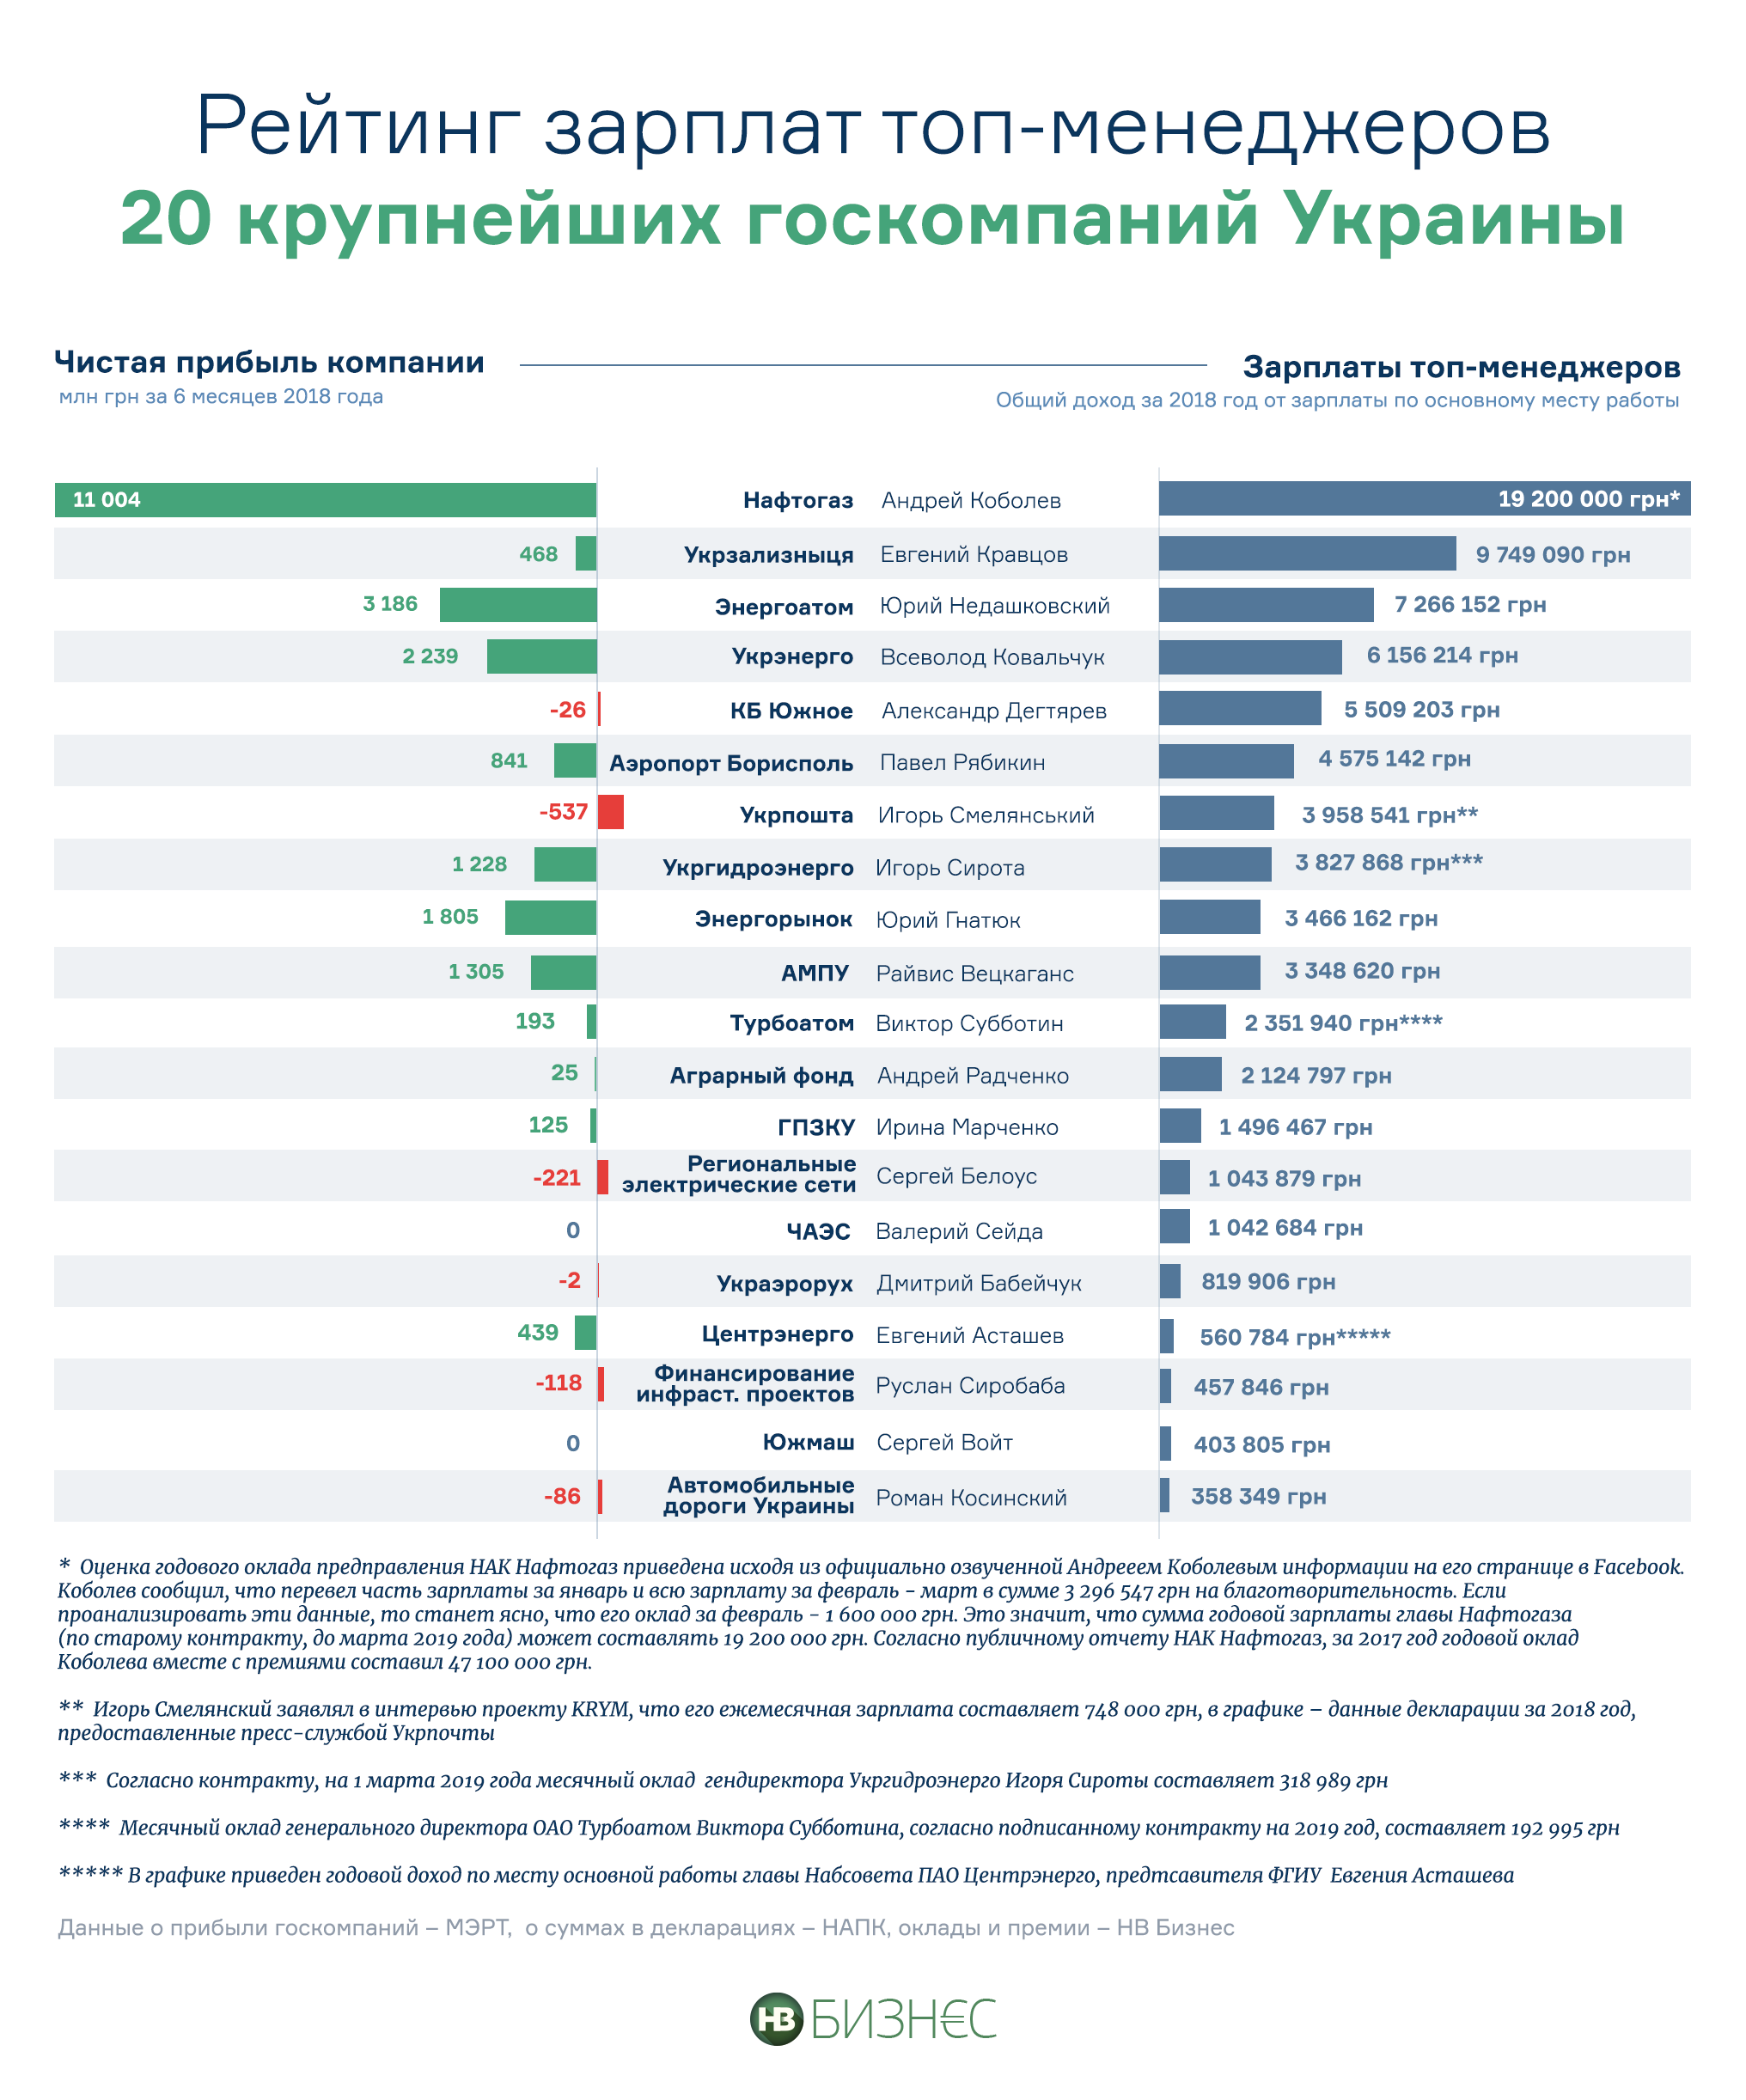 Рейтинг зарплат топ-менеджеров
20 крупнейших госкомпаний Украины
Чистая прибыль компании
млн грн за 6 месяцев 2018 года
Зарплаты топ-менеджеров
Общий доход за 2018 год от зарплаты по основному месту работы
11 004 Нафтогаз Андрей Коболев 19 200 000 грн*
468 Укрзализныця Евгений Кравцов 9 749 090 грн
3 186 Энергоатом Юрий Недашковский 7 266 152 грн
2 239 Укрэнерго Всеволод Ковальчук 6 156 214 грн
-26 КБ Южное Александр Дегтярев 5 509 203 грн
841 Аэропорт Борисполь Павел Рябикин 4 575 142 грн
-537 Укрпошта Игорь Смелянський 3 958 541 грн**
1 228 Укргидроэнерго Игорь Сирота 3 827 868 грн***
1 805 Энергорынок Юрий Гнатюк 3 466 162 грн
1 305 АМПУ Райвис Вецкаганс 3 348 620 грн
193 Турбоатом Виктор Субботин 2 351 940 грн****
25 Аграрный фонд Андрей Радченко 2 124 797 грн
125 ГПЗКУ Ирина Марченко 1 496 467 грн
-221 Региональные
электрические сети Сергей Белоус 1 043 879 грн
0 ЧАЭС Валерий Сейда 1 042 684 грн
-2 Украэрорух Дмитрий Бабейчук 819 906 грн
439 Центрэнерго Евгений Асташев 560 784 грн*****
-118 Финансирование
инфраст. проектов Руслан Сиробаба 457 846 грн
0 Южмаш Сергей Войт 403 805 грн
-86 Автомобильные
дороги Украины Роман Косинский 358 349 грн
* Оценка годового оклада предправления НАК Нафтогаз приведена исходя из официально озвученной Андрееем Коболевым информации на его странице в Facebook.
Коболев сообщил, что перевел часть зарплаты за январь и всю зарплату за февраль - март в сумме 3 296 547 грн на благотворительность. Если
проанализировать эти данные, то станет ясно, что его оклад за февраль - 1 600 000 грн. Это значит, что сумма годовой зарплаты главы Нафтогаза
(по старому контракту, до марта 2019 года) может составлять 19 200 000 грн. Согласно публичному отчету НАК Нафтогаз, за 2017 год годовой оклад
Коболева вместе с премиями составил 47 100 000 грн.
** Игорь Смелянский заявлял в интервью проекту KRYM, что его ежемесячная зарплата составляет 748 000 грн, в графике – данные декларации за 2018 год,
предоставленные пресс-службой Укрпочты
*** Согласно контракту, на 1 марта 2019 года месячный оклад гендиректора Укргидроэнерго Игоря Сироты составляет 318 989 грн
**** Месячный оклад генерального директора ОАО Турбоатом Виктора Субботина, согласно подписанному контракту на 2019 год, составляет 192 995 грн
***** В графике приведен годовой доход по месту основной работы главы Набсовета ПАО Центрэнерго, предтсавителя ФГИУ Евгения Асташева
Данные о прибыли госкомпаний – МЭРТ, о суммах в декларациях – НАПК, оклады и премии – НВ Бизнес
НВ БИЗН€С